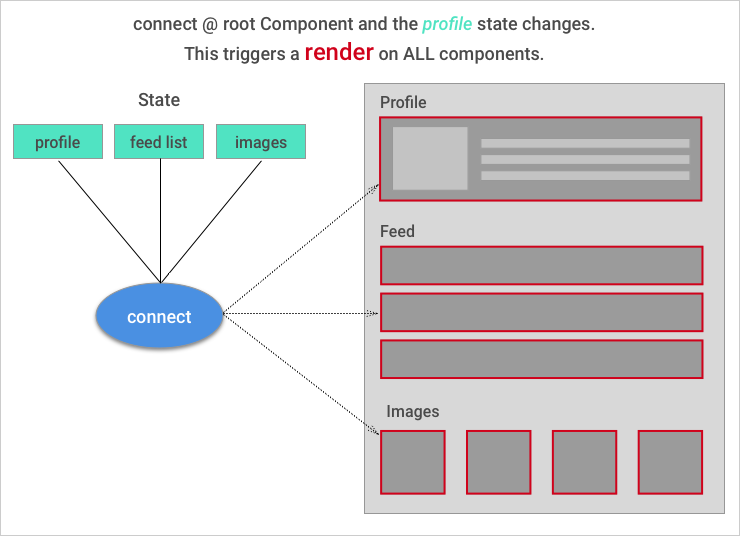 connect @ root Component and the profile state changes.
This triggers a render on ALL components.
State
profile
feed list
images
connect
Profile
Feed
Images